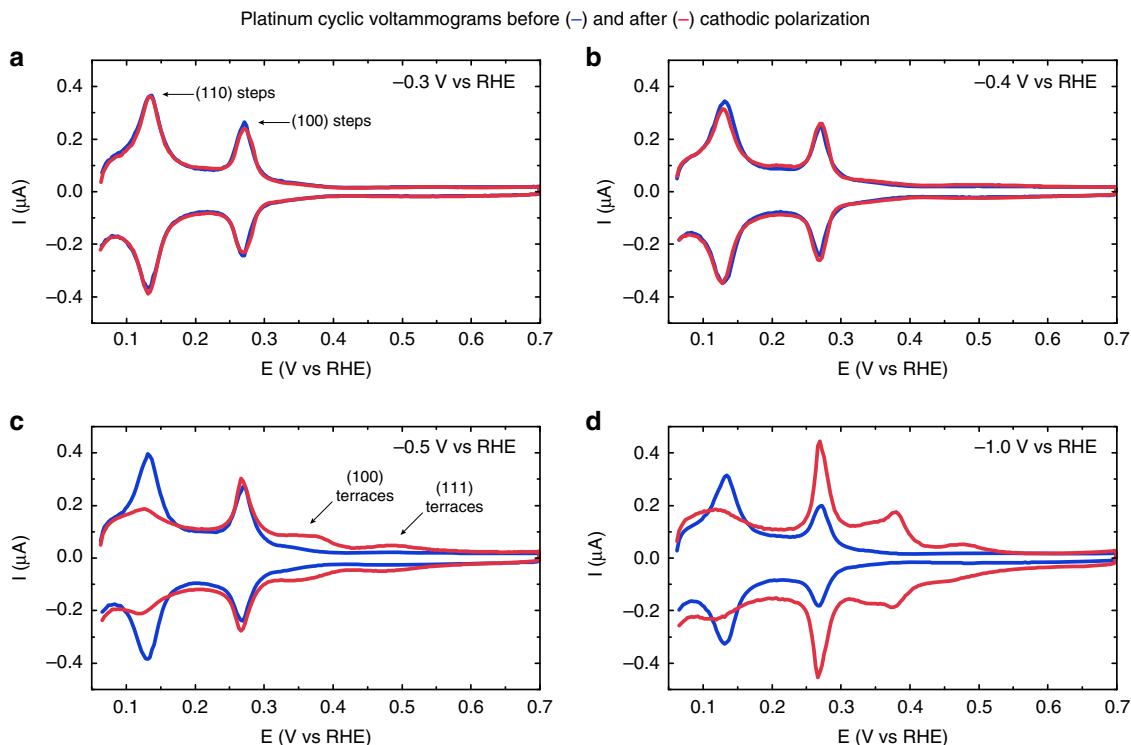 Platinum cyclic voltammograms before (–) and after (–) cathodic polarization
a
–0.3 V vs RHE
(110) steps
(100) steps
0.4
0.2
0.0
–0.2
–0.4
I (µA)
0.1 0.2 0.3 0.4 0.5 0.6 0.7
E (V vs RHE)
b
–0.4 V vs RHE
0.4
0.2
0.0
–0.2
–0.4
I (µA)
0.1 0.2 0.3 0.4 0.5 0.6 0.7
E (V vs RHE)
c
–0.5 V vs RHE
(100)
terraces
(111)
terraces
0.4
0.2
0.0
–0.2
–0.4
I (µA)
0.1 0.2 0.3 0.4 0.5 0.6 0.7
E (V vs RHE)
d
–1.0 V vs RHE
0.4
0.2
0.0
–0.2
–0.4
I (µA)
0.1 0.2 0.3 0.4 0.5 0.6 0.7
E (V vs RHE)